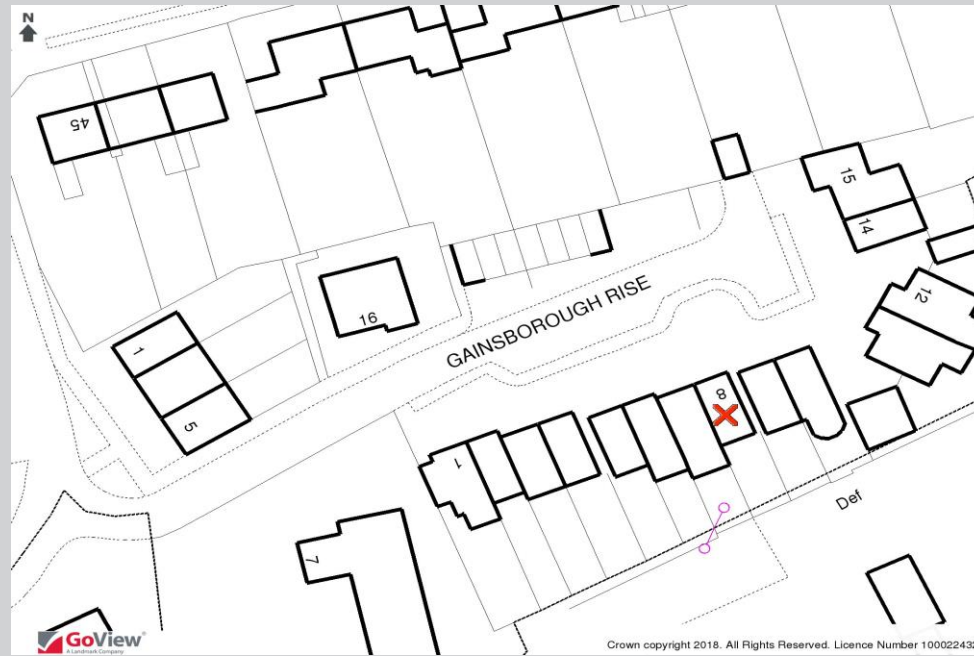 N
45
15
14
12
16
GAINSBOROUGH RISE
1
5
8
1
7
Def
GoView
A Landmark Company
Crown copyright 2018. All Rights Reserved. Licence Number 100022432